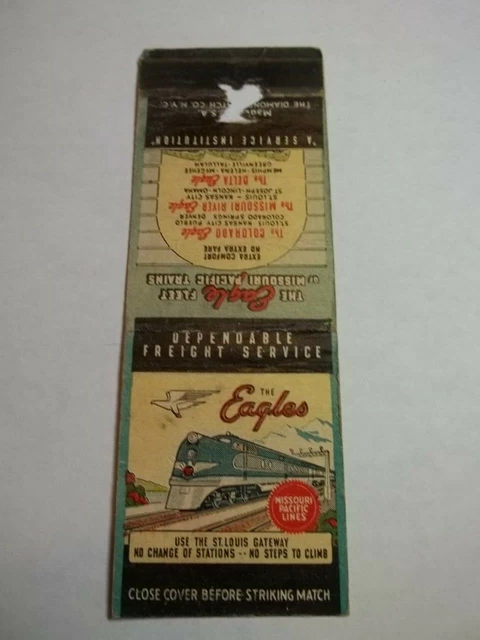 DEPENDABLE
FREIGHT SERVICE
THE
Eagles
MISSOURI
PACIFIC
LINES
USE THE ST. LOUIS GATEWAY
NO CHANGE OF STATIONS -- NO STEPS TO CLIMB
CLOSE COVER BEFORE STRIKING MATCH
THE Eagle FLEET
OF MISSOURI PACIFIC TRAINS
EXTRA COMFORT
NO EXTRA FARE
The COLORADO Eagle
ST. LOUIS KANSAS CITY PUEBLO
COLORADO SPRINGS DENVER
The MISSOURI RIVER Eagle
ST. LOUIS - KANSAS CITY
ST JOSEPH-LINCOLN-OMAHA
The DELTA Eagle
MEMPHIS-HELENA-MCGEHEE
GREENVILLE-TALLULAH
"A SERVICE INSTITUTION"
MADE S.A
THE DIAMOND MATCH CO. N.Y.C.